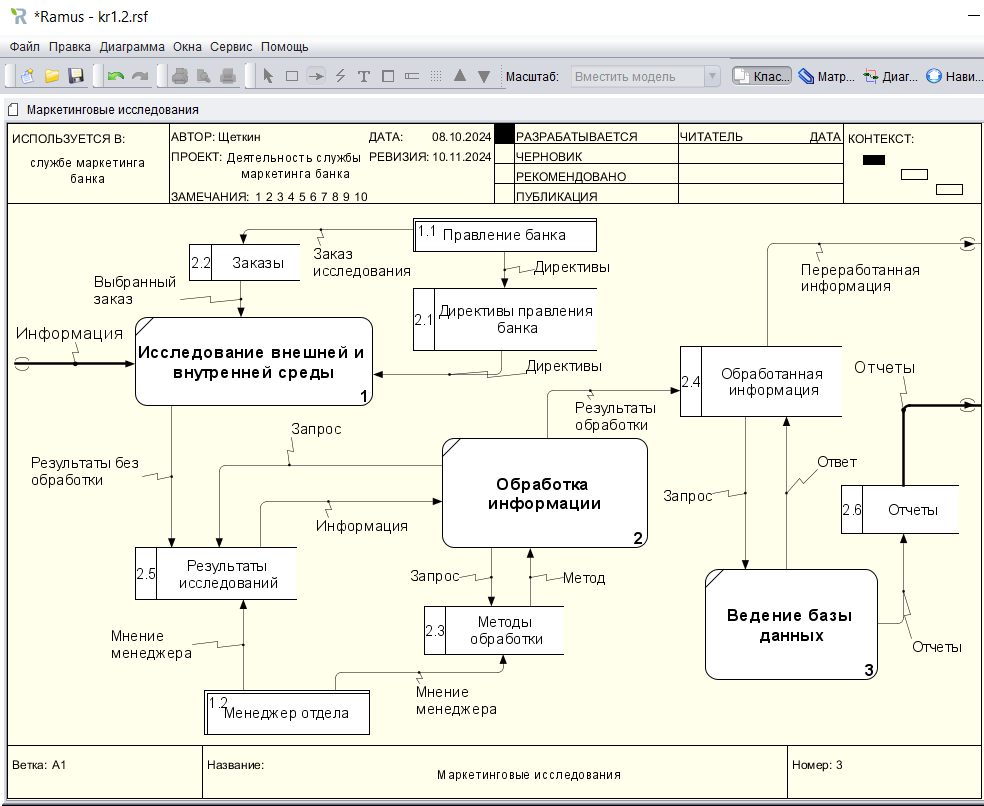 *Ramus - kr1.2.rsf
Файл Правка Диаграмма Окна Сервис Помощь
Масштаб: Вместить модель Клас... Матр... Диаг... Нави...
Маркетинговые исследования
ИСПОЛЬЗУЕТСЯ В:
службе маркетинга
банка
АВТОР: Щеткин
ДАТА: 08.10.2024
ПРОЕКТ: Деятельность службы
маркетинга банка
РЕВИЗИЯ: 10.11.2024
ЗАМЕЧАНИЯ: 1 2 3 4 5 6 7 8 9 10
РАЗРАБАТЫВАЕТСЯ
ЧЕРНОВИК
РЕКОМЕНДОВАНО
ПУБЛИКАЦИЯ
ЧИТАТЕЛЬ ДАТА
КОНТЕКСТ:
1.1 Правление банка
2.2 Заказы
Заказ
исследования
Директивы
Переработанная
информация
Выбранный
заказ
2.1 Директивы правления
банка
Информация
Исследование внешней и
внутренней среды
1
Директивы
2.4 Обработанная
информация
Отчеты
Результаты
обработки
Запрос
Результаты без
обработки
Обработка
информации
2
Ответ
Запрос
Информация
2.6 Отчеты
2.5 Результаты
исследований
Запрос
Метод
Ведение базы
данных
3
2.3 Методы
обработки
Мнение
менеджера
Отчеты
1.2
Менеджер отдела
Мнение
менеджера
Ветка: А1
Название:
Маркетинговые исследования
Номер: 3